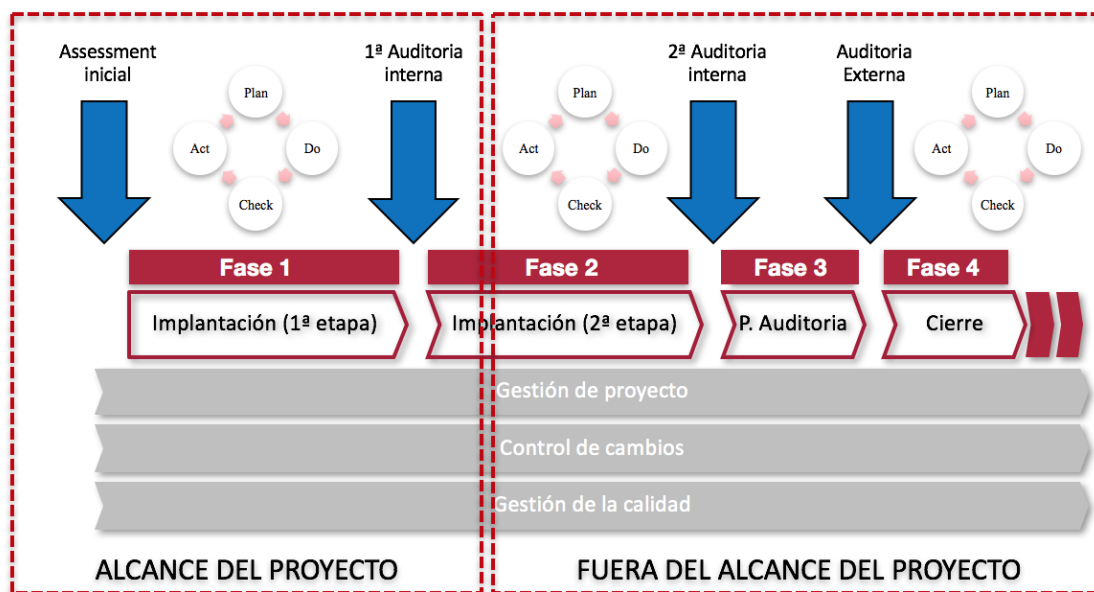 Assessment
inicial
1ª Auditoria
interna
2ª Auditoria
interna
Auditoria
Externa
Plan
Act
Do
Check
Plan
Act
Do
Check
Plan
Act
Do
Check
Fase 1
Fase 2
Fase 3
Fase 4
Implantación (1ª etapa)
Implantación (2ª etapa)
P. Auditoria
Cierre
Gestión de proyecto
Control de cambios
Gestión de la calidad
ALCANCE DEL PROYECTO
FUERA DEL ALCANCE DEL PROYECTO